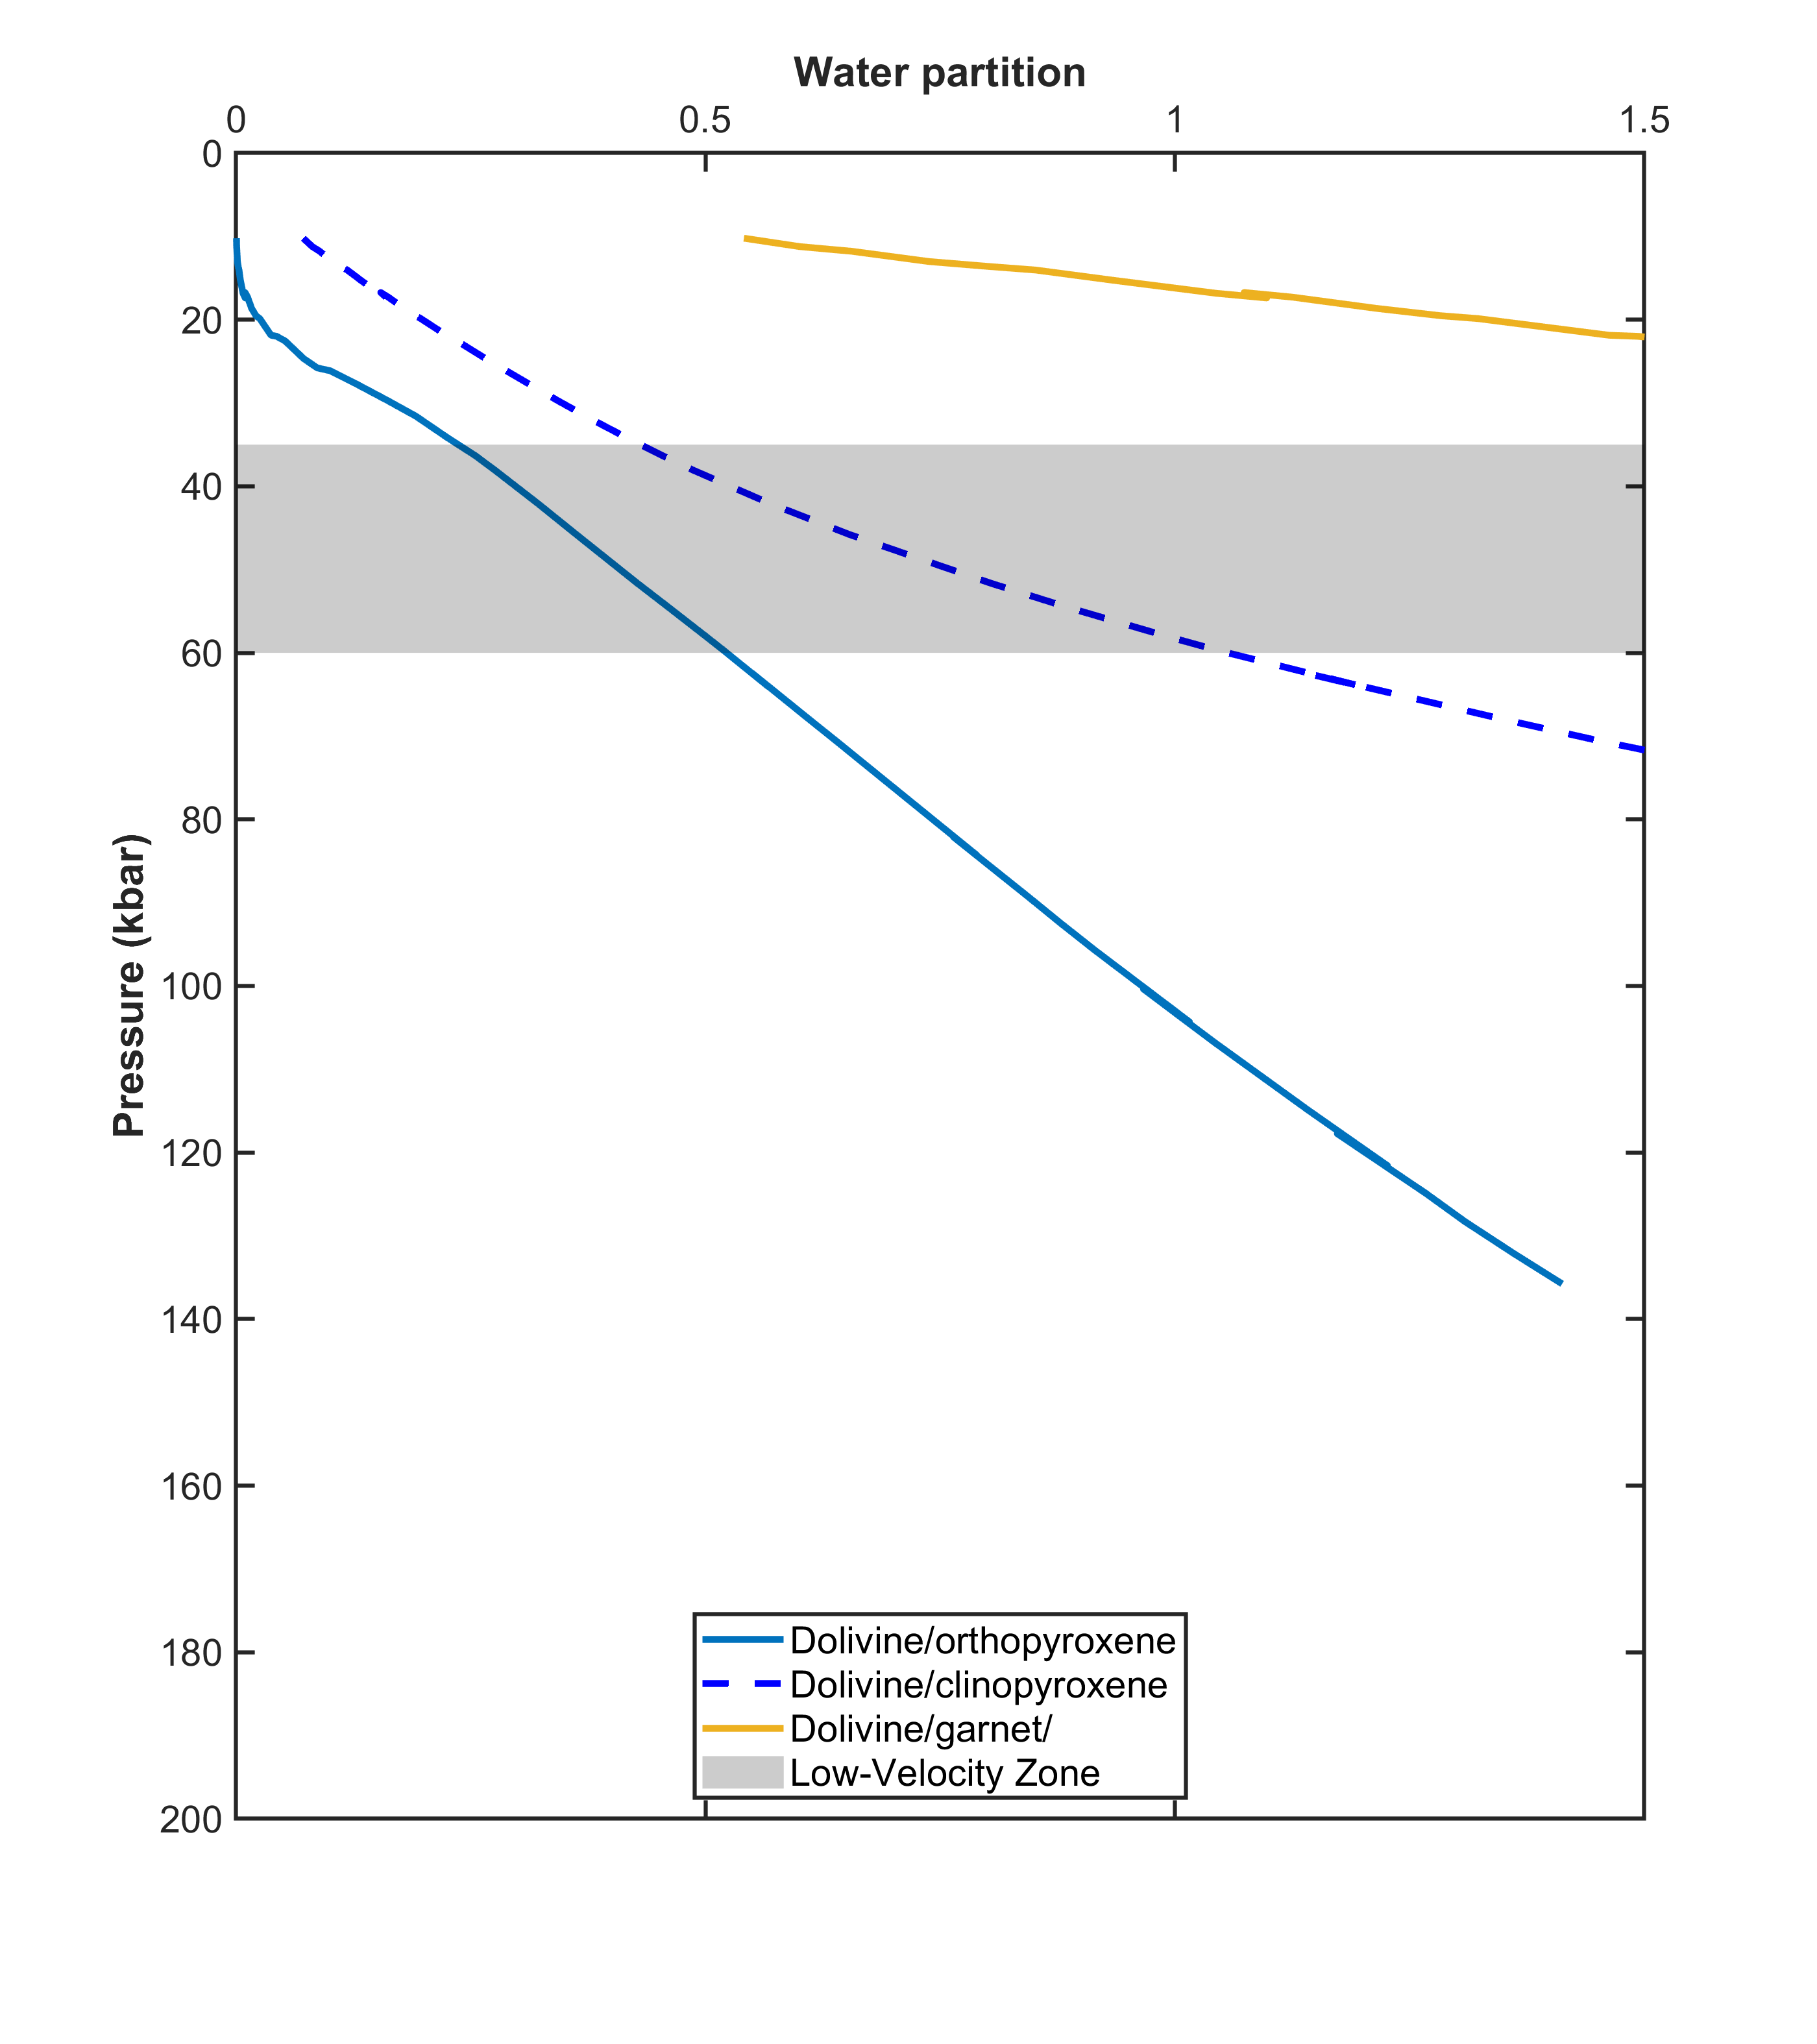 Water partition
0 0.5 1 1.5
0
20
40
60
80
100
120
140
160
180
200
Pressure (kbar)
Dolivine/orthopyroxene
Dolivine/clinopyroxene
Dolivine/garnet/
Low-Velocity Zone